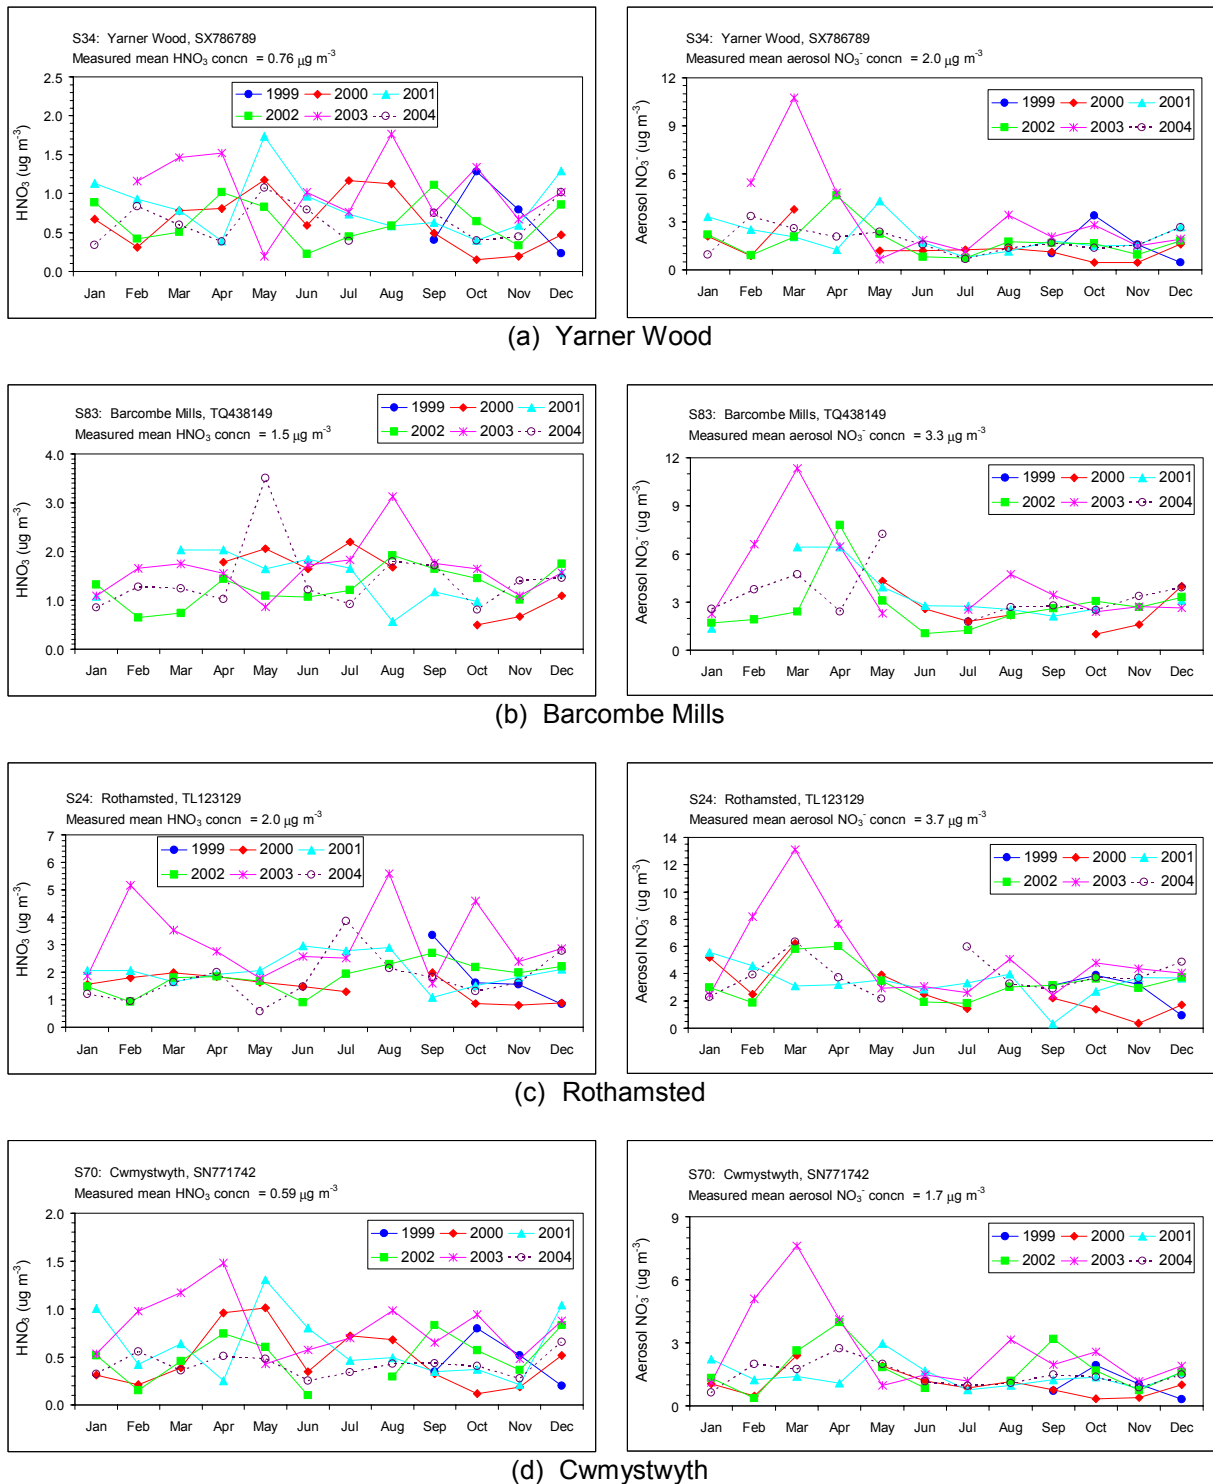 S34: Yarner Wood, SX786789
Measured mean HNO₃ concn = 0.76 µg m⁻³
HNO₃ (ug m⁻³)
2.5
2.0
1.5
1.0
0.5
0.0
1999 2000 2001
2002 2003 2004
Jan Feb Mar Apr May Jun Jul Aug Sep Oct Nov Dec
S34: Yarner Wood, SX786789
Measured mean aerosol NO₃⁻ concn = 2.0 µg m⁻³
Aerosol NO₃⁻ (ug m⁻³)
12
9
6
3
0
1999 2000 2001
2002 2003 2004
Jan Feb Mar Apr May Jun Jul Aug Sep Oct Nov Dec
(a) Yarner Wood
S83: Barcombe Mills, TQ438149
Measured mean HNO₃ concn = 1.5 µg m⁻³
1999 2000 2001
2002 2003 2004
HNO₃ (ug m⁻³)
4.0
3.0
2.0
1.0
0.0
Jan Feb Mar Apr May Jun Jul Aug Sep Oct Nov Dec
S83: Barcombe Mills, TQ438149
Measured mean aerosol NO₃⁻ concn = 3.3 µg m⁻³
Aerosol NO₃⁻ (ug m⁻³)
12
9
6
3
0
1999 2000 2001
2002 2003 2004
Jan Feb Mar Apr May Jun Jul Aug Sep Oct Nov Dec
(b) Barcombe Mills
S24: Rothamsted, TL123129
Measured mean HNO₃ concn = 2.0 µg m⁻³
HNO₃ (ug m⁻³)
7
6
5
4
3
2
1
0
1999 2000 2001
2002 2003 2004
Jan Feb Mar Apr May Jun Jul Aug Sep Oct Nov Dec
S24: Rothamsted, TL123129
Measured mean aerosol NO₃⁻ concn = 3.7 µg m⁻³
Aerosol NO₃⁻ (ug m⁻³)
14
12
10
8
6
4
2
0
1999 2000 2001
2002 2003 2004
Jan Feb Mar Apr May Jun Jul Aug Sep Oct Nov Dec
(c) Rothamsted
S70: Cwmystwyth, SN771742
Measured mean HNO₃ concn = 0.59 µg m⁻³
HNO₃ (ug m⁻³)
2.0
1.5
1.0
0.5
0.0
1999 2000 2001
2002 2003 2004
Jan Feb Mar Apr May Jun Jul Aug Sep Oct Nov Dec
S70: Cwmystwyth, SN771742
Measured mean aerosol NO₃⁻ concn = 1.7 µg m⁻³
Aerosol NO₃⁻ (ug m⁻³)
9
6
3
0
1999 2000 2001
2002 2003 2004
Jan Feb Mar Apr May Jun Jul Aug Sep Oct Nov Dec
(d) Cwmystwyth